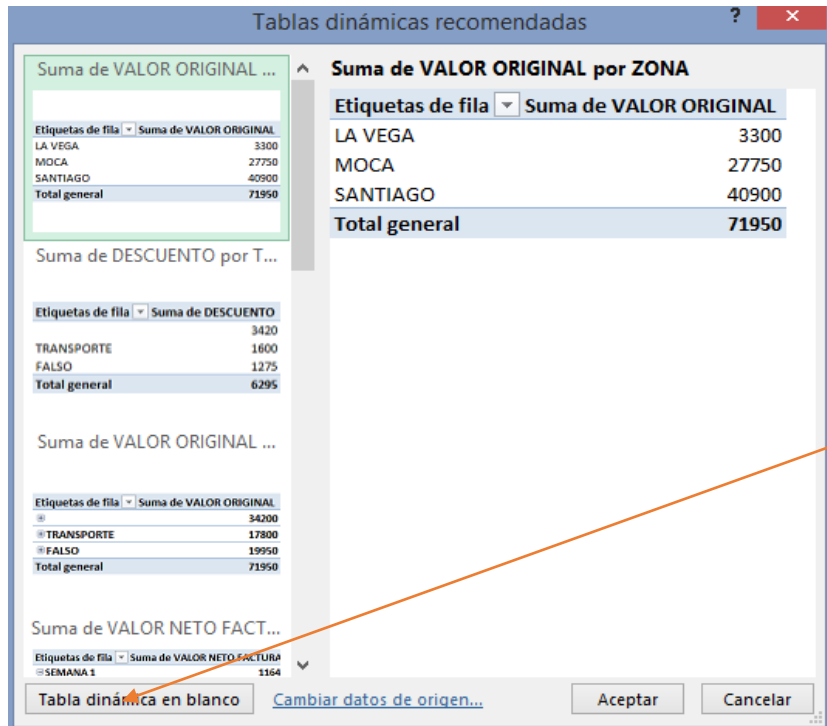 Tablas dinámicas recomendadas ? ×
Suma de VALOR ORIGINAL ...
Etiquetas de fila Suma de VALOR ORIGINAL
LA VEGA 3300
MOCA 27750
SANTIAGO 40900
Total general 71950
Suma de DESCUENTO por T...
Etiquetas de fila Suma de DESCUENTO
3420
TRANSPORTE 1600
FALSO 1275
Total general 6295
Suma de VALOR ORIGINAL ...
Etiquetas de fila Suma de VALOR ORIGINAL
34200
TRANSPORTE 17800
FALSO 19950
Total general 71950
Suma de VALOR NETO FACT...
Etiquetas de fila Suma de VALOR NETO FACTURA
SEMANA 1 1164
Suma de VALOR ORIGINAL por ZONA
Etiquetas de fila Suma de VALOR ORIGINAL
LA VEGA 3300
MOCA 27750
SANTIAGO 40900
Total general 71950
Tabla dinámica en blanco Cambiar datos de origen... Aceptar Cancelar